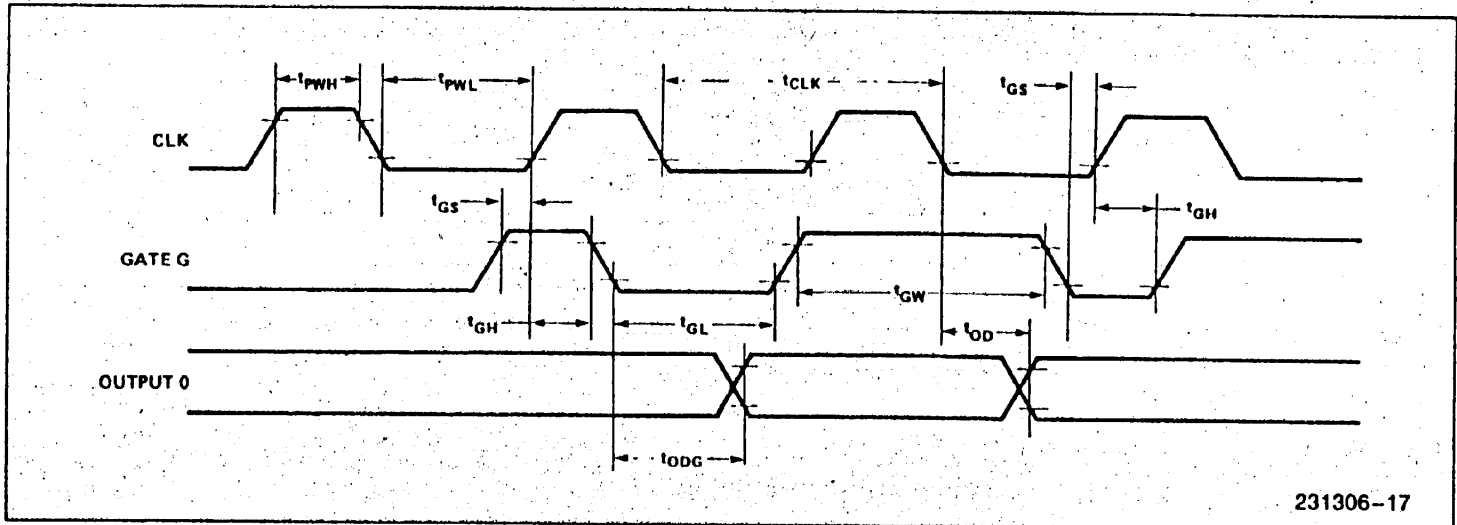 tPWH
tPWL
tCLK
tGS
CLK
tGS
tGH
GATE G
tGW
tGH
tGL
tOD
OUTPUT 0
tODG
231306-17